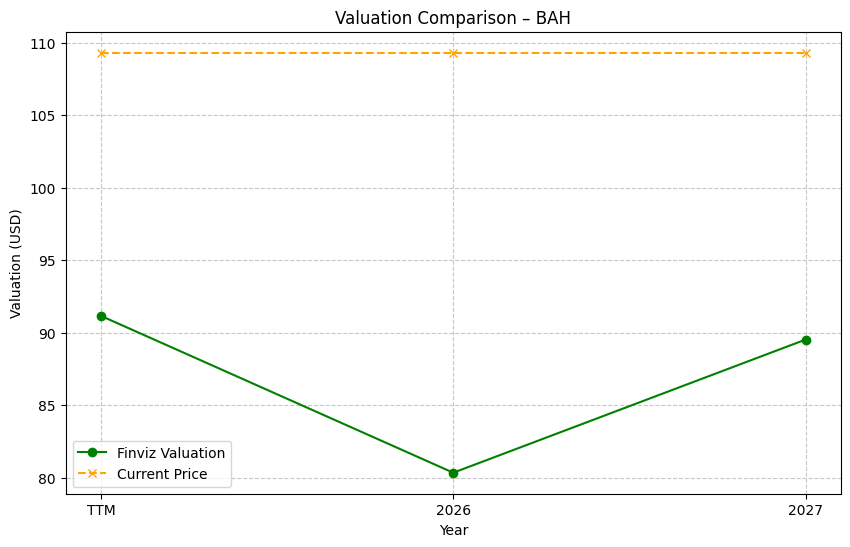 Valuation Comparison – BAH
Valuation (USD)
110
105
100
95
90
85
80
Finviz Valuation
Current Price
TTM
2026
2027
Year